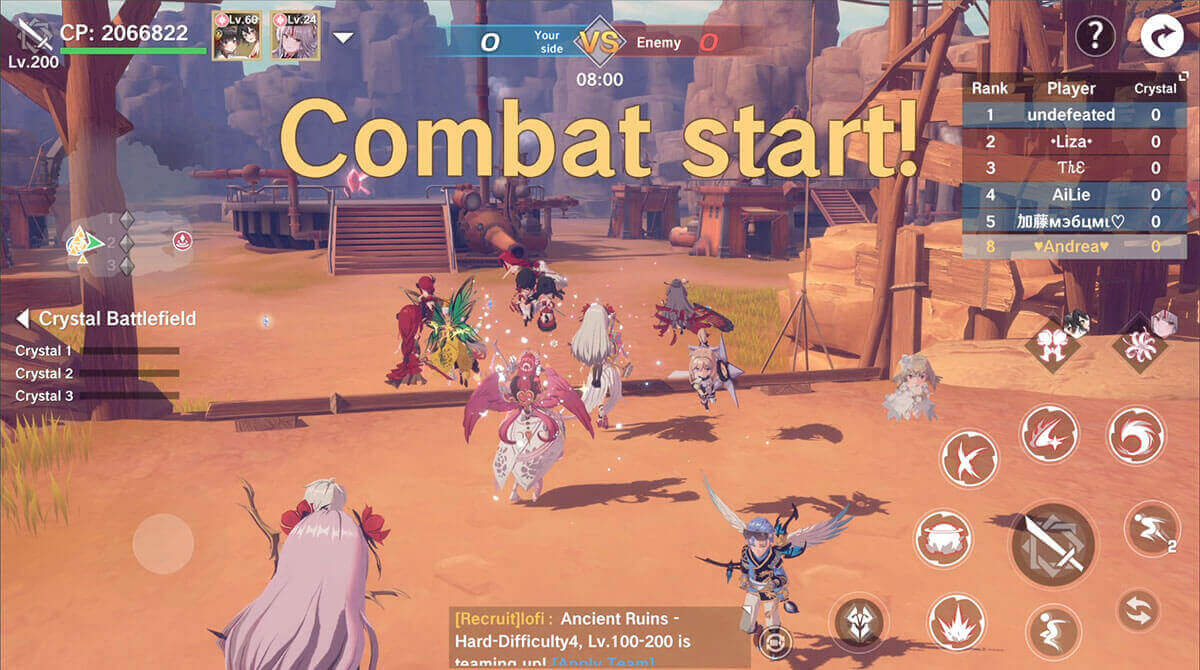 CP: 2066822
Lv.200
Lv.60
Lv.24
0
Your side
VS
Enemy
0
08:00
?
Combat start!
Rank Player Crystal
1 undefeated 0
2 •Liza• 0
3 TɦƐ 0
4 AiLie 0
5 加藤мэбцмι♡ 0
8 ♥Andrea♥ 0
1
2
3
Crystal Battlefield
Crystal 1
Crystal 2
Crystal 3
2
[Recruit]lofi : Ancient Ruins -
Hard-Difficulty4, Lv.100-200 is
teaming up! [Apply Team]